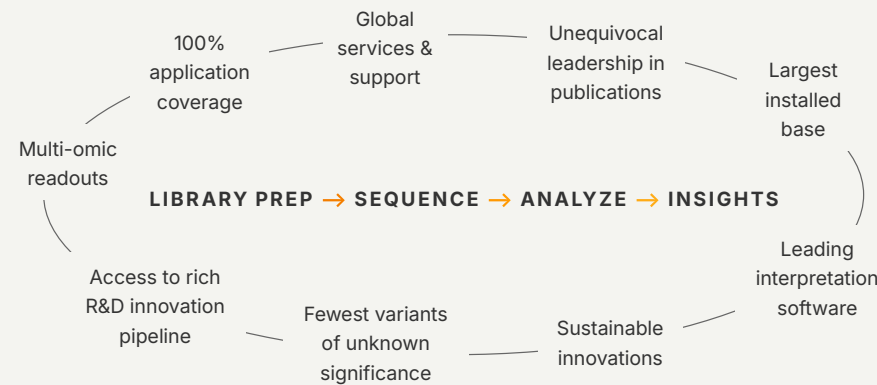 Global
services &
support
100%
application
coverage
Unequivocal
leadership in
publications
Largest
installed
base
Multi-omic
readouts
LIBRARY PREP → SEQUENCE → ANALYZE → INSIGHTS
Leading
interpretation
software
Access to rich
R&D innovation
pipeline
Fewest variants
of unknown
significance
Sustainable
innovations